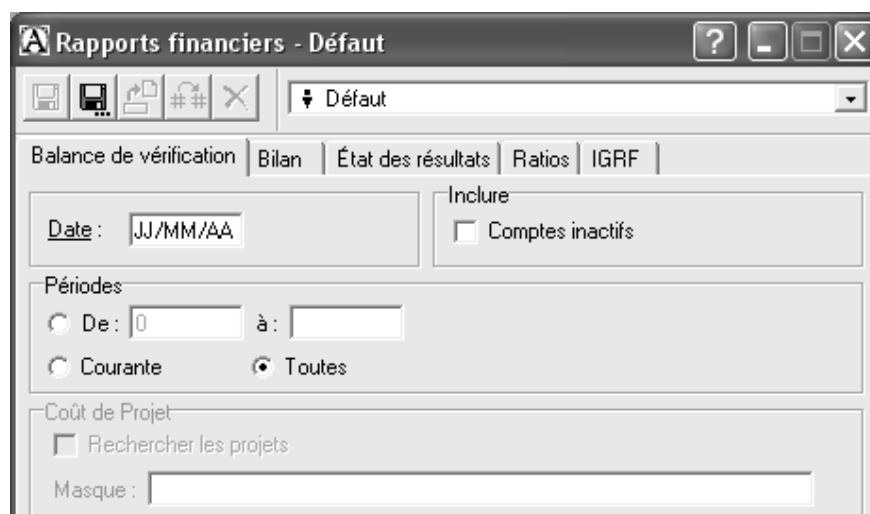 Rapports financiers - Défaut
Défaut
Balance de vérification Bilan État des résultats Ratios IGRF
Inclure
Date : JJ/MM/AA Comptes inactifs
Périodes
De : 0 à :
Courante Toutes
Coût de Projet
Rechercher les projets
Masque :